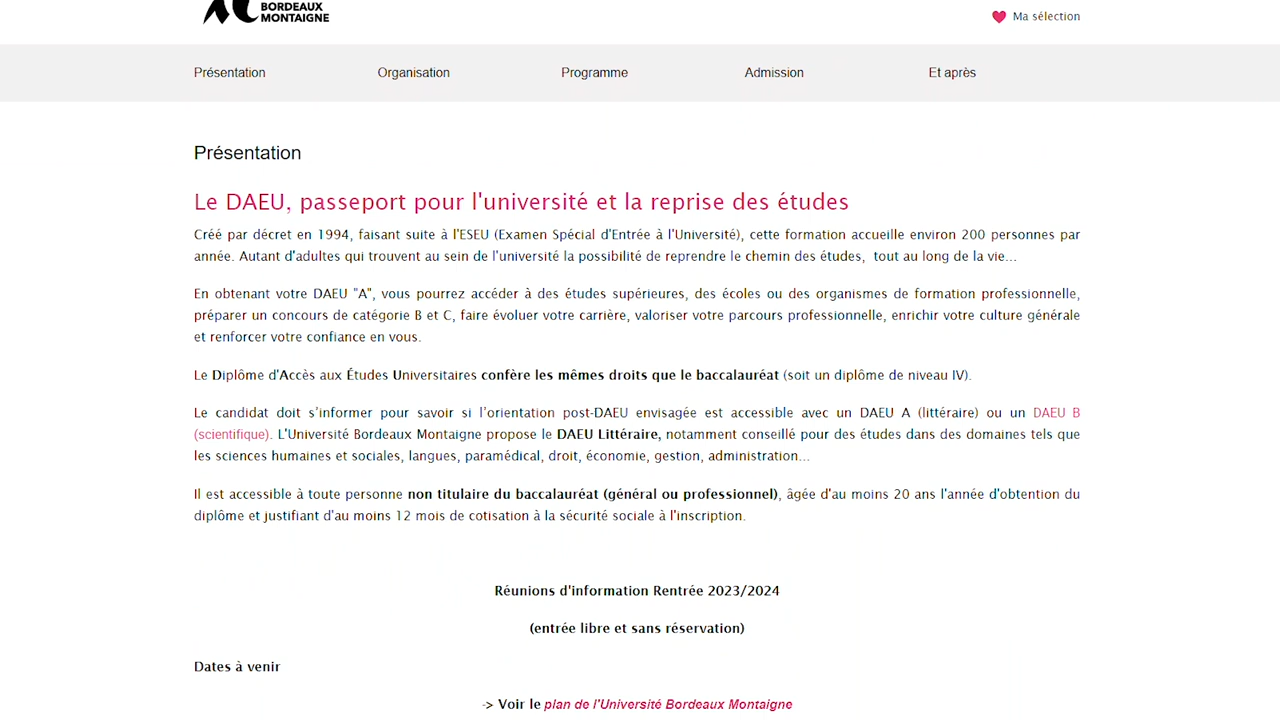 BORDEAUX
MONTAIGNE
Ma sélection
Présentation
Organisation
Programme
Admission
Et après
Présentation
Le DAEU, passeport pour l'université et la reprise des études
Créé par décret en 1994, faisant suite à l'ESEU (Examen Spécial d'Entrée à l'Université), cette formation accueille environ 200 personnes par
année. Autant d'adultes qui trouvent au sein de l'université la possibilité de reprendre le chemin des études,  tout au long de la vie...
En obtenant votre DAEU "A", vous pourrez accéder à des études supérieures, des écoles ou des organismes de formation professionnelle,
préparer un concours de catégorie B et C, faire évoluer votre carrière, valoriser votre parcours professionnelle, enrichir votre culture générale
et renforcer votre confiance en vous.
Le Diplôme d'Accès aux Études Universitaires confère les mêmes droits que le baccalauréat (soit un diplôme de niveau IV).
Le candidat doit s’informer pour savoir si l’orientation post-DAEU envisagée est accessible avec un DAEU A (littéraire) ou un DAEU B
(scientifique). L'Université Bordeaux Montaigne propose le DAEU Littéraire, notamment conseillé pour des études dans des domaines tels que
les sciences humaines et sociales, langues, paramédical, droit, économie, gestion, administration...
Il est accessible à toute personne non titulaire du baccalauréat (général ou professionnel), âgée d'au moins 20 ans l'année d'obtention du
diplôme et justifiant d'au moins 12 mois de cotisation à la sécurité sociale à l'inscription.
Réunions d'information Rentrée 2023/2024
(entrée libre et sans réservation)
Dates à venir
-> Voir le plan de l'Université Bordeaux Montaigne